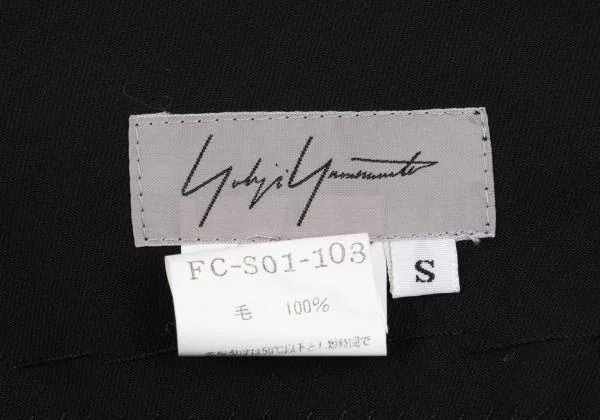 Yohji Yamamoto
FC-S01-103
S
毛 100%